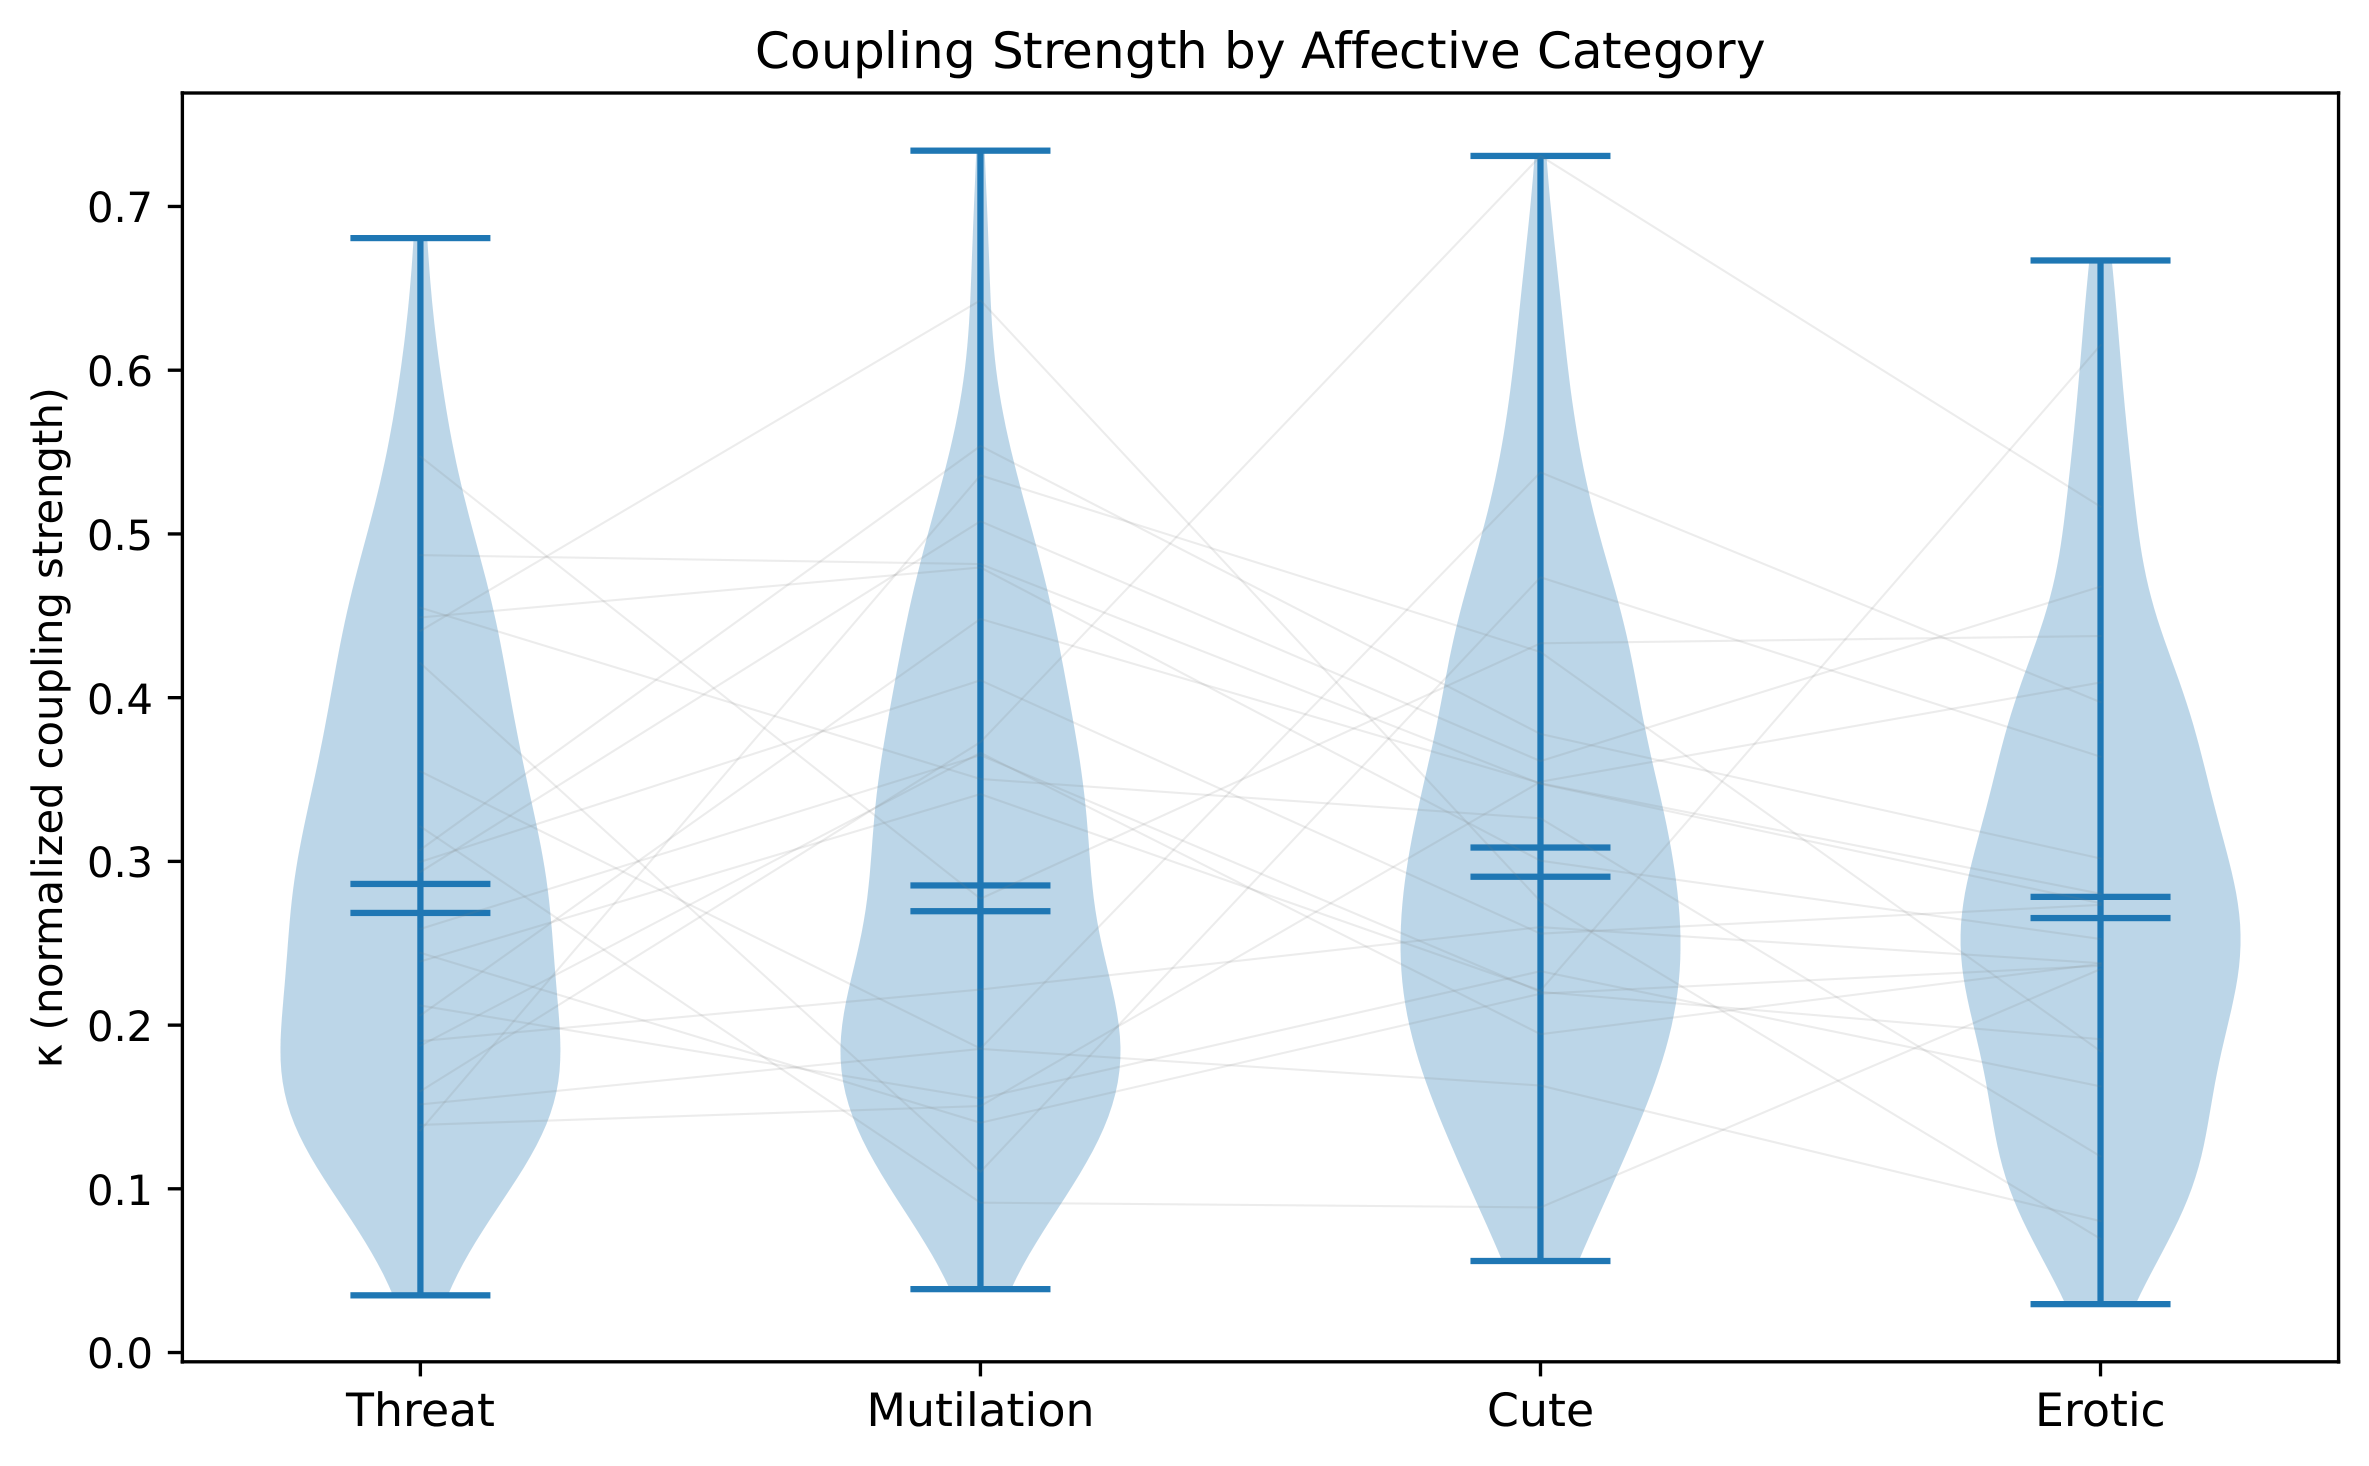 Coupling Strength by Affective Category
κ (normalized coupling strength)
0.7
0.6
0.5
0.4
0.3
0.2
0.1
0.0
Threat
Mutilation
Cute
Erotic